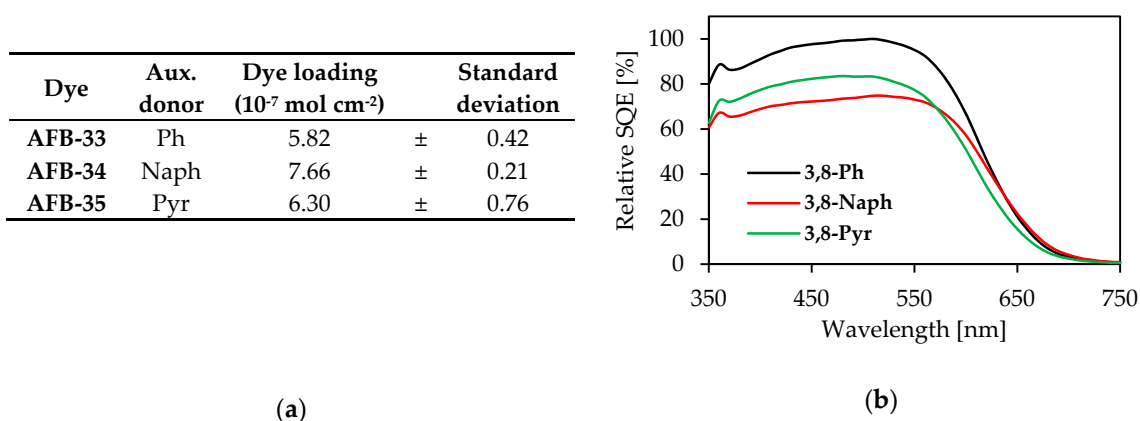 Dye Aux. donor Dye loading (10-7 mol cm-2) Standard deviation
AFB-33 Ph 5.82 ± 0.42
AFB-34 Naph 7.66 ± 0.21
AFB-35 Pyr 6.30 ± 0.76
(a)
Relative SQE [%]
100
80
60
40
20
0
3,8-Ph
3,8-Naph
3,8-Pyr
350 450 550 650 750
Wavelength [nm]
(b)